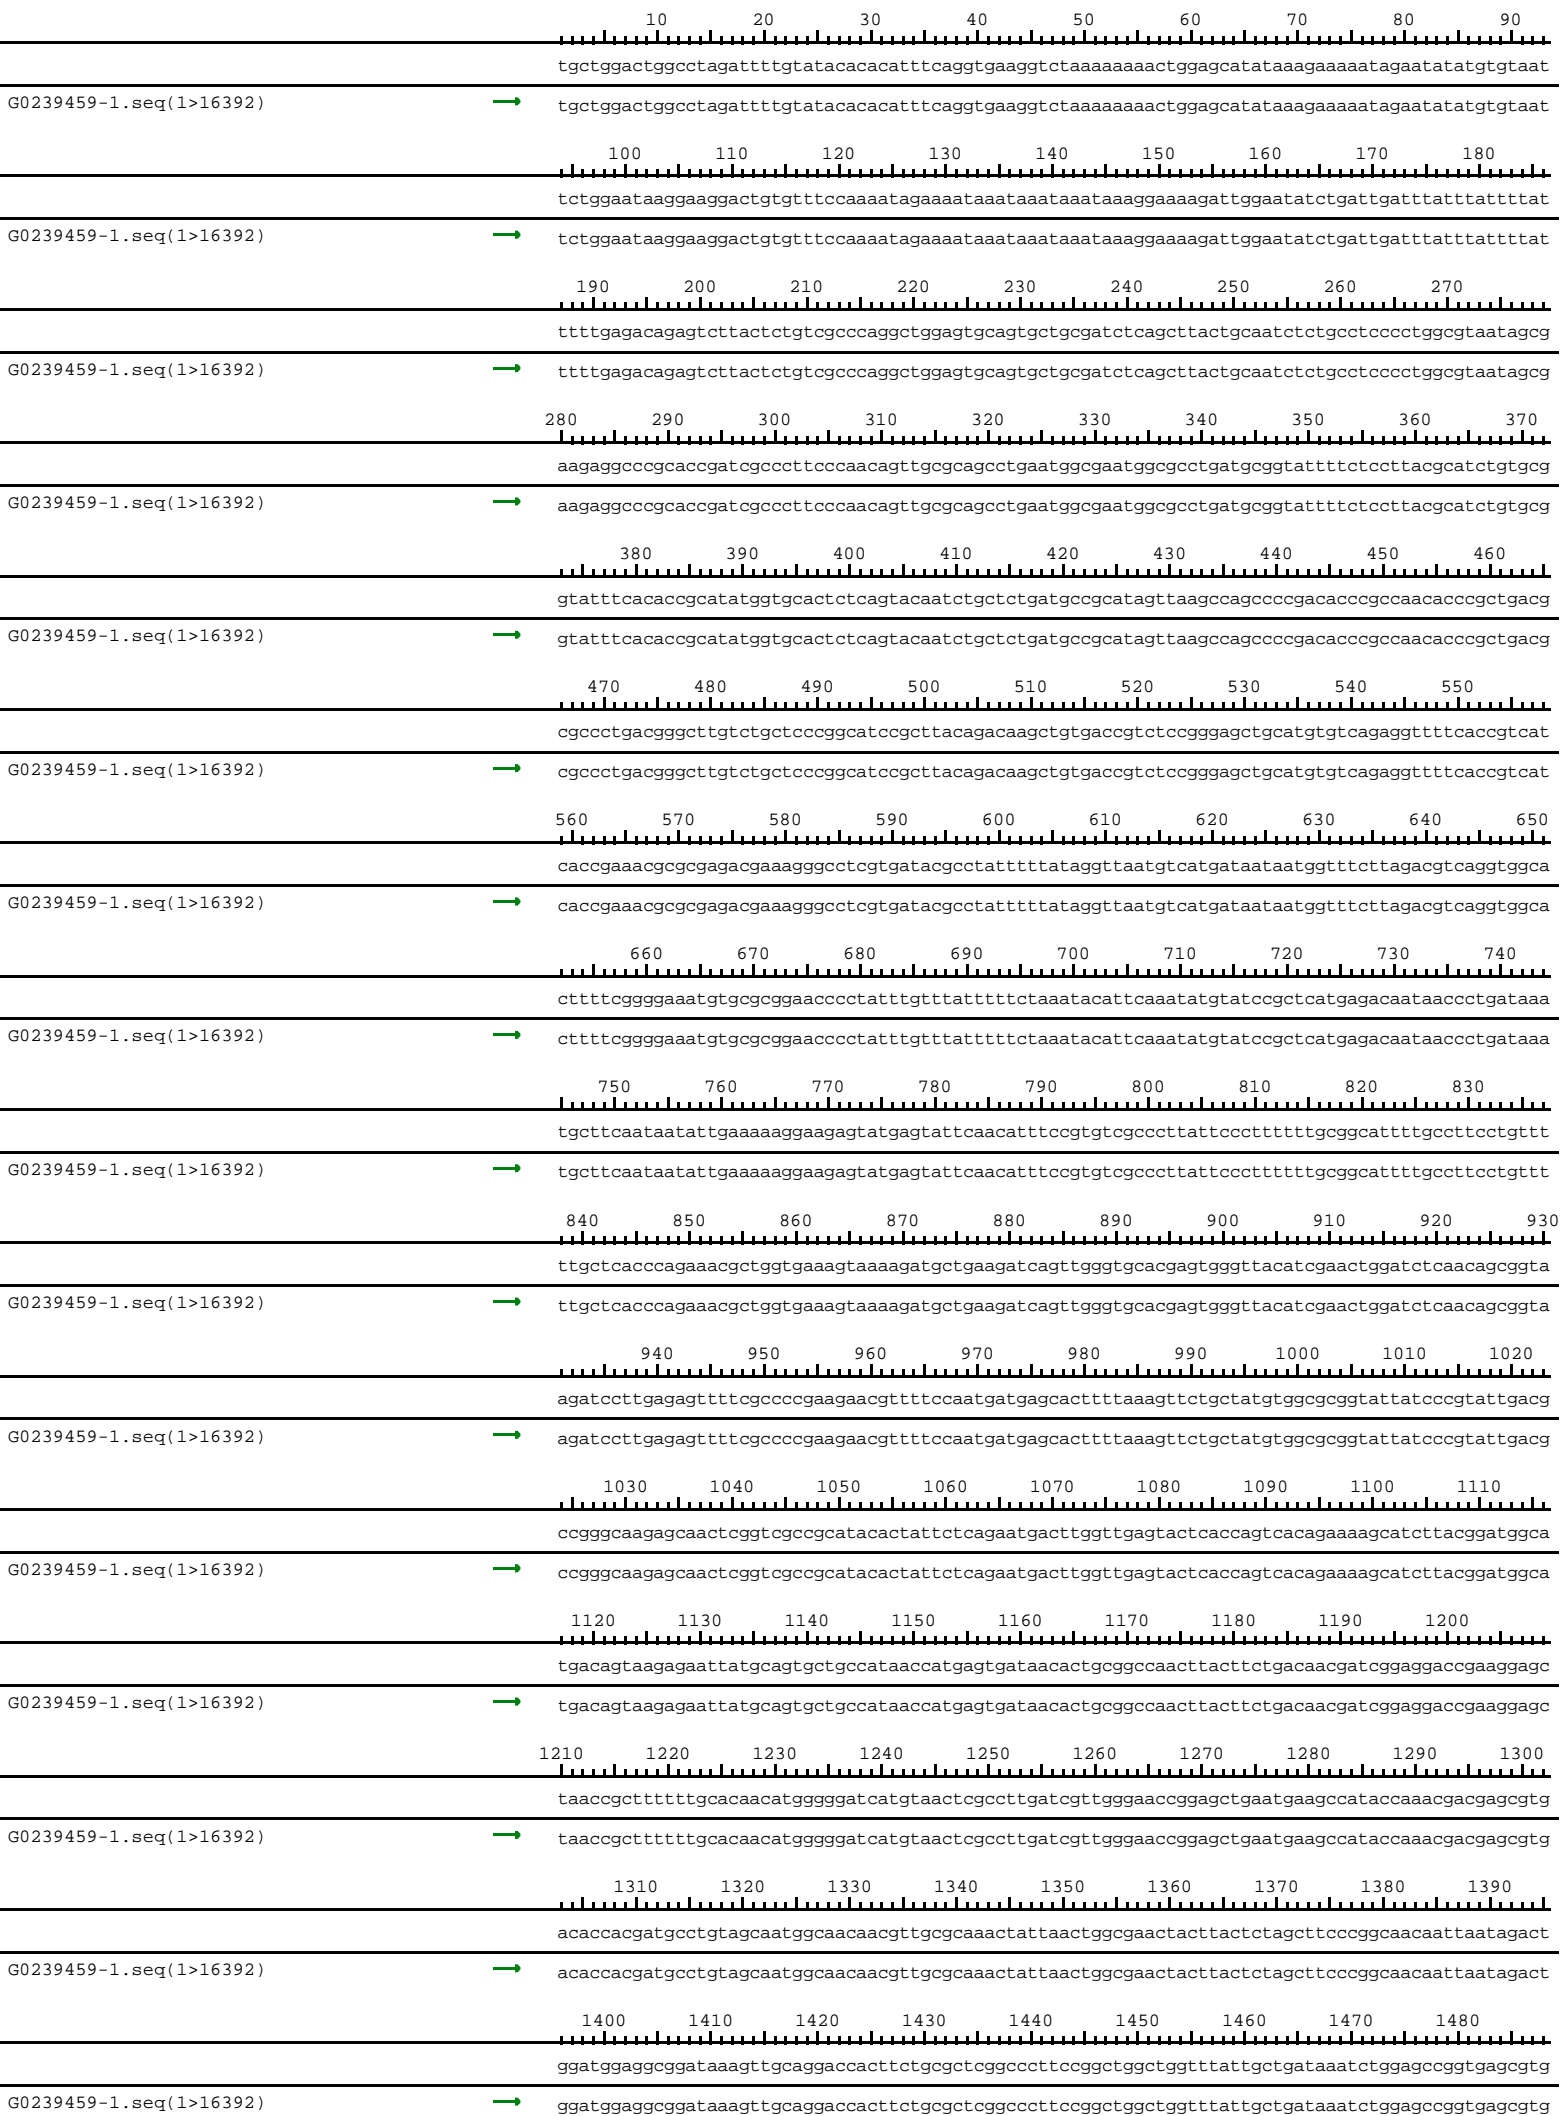 10 20 30 40 50 60 70 80 90
tgctggactggcctagattttgtatacacacatttcaggtgaaggtctaaaaaaaactggagcatataaagaaaaatagaatatatgtgtaat
G0239459-1.seq(1>16392) tgctggactggcctagattttgtatacacacatttcaggtgaaggtctaaaaaaaactggagcatataaagaaaaatagaatatatgtgtaat
100 110 120 130 140 150 160 170 180
tctggaataaggaaggactgtgtttccaaaatagaaaataaataaataaataaaggaaaagattggaatatctgattgatttatttattttat
G0239459-1.seq(1>16392) tctggaataaggaaggactgtgtttccaaaatagaaaataaataaataaataaaggaaaagattggaatatctgattgatttatttattttat
190 200 210 220 230 240 250 260 270
ttttgagacagagtcttactctgtcgcccaggctggagtgcagtgctgcgatctcagcttactgcaatctctgcctcccctggcgtaatagcg
G0239459-1.seq(1>16392) ttttgagacagagtcttactctgtcgcccaggctggagtgcagtgctgcgatctcagcttactgcaatctctgcctcccctggcgtaatagcg
280 290 300 310 320 330 340 350 360 370
aagaggcccgcaccgatcgcccttcccaacagttgcgcagcctgaatggcgaatggcgcctgatgcggtattttctccttacgcatctgtgcg
G0239459-1.seq(1>16392) aagaggcccgcaccgatcgcccttcccaacagttgcgcagcctgaatggcgaatggcgcctgatgcggtattttctccttacgcatctgtgcg
380 390 400 410 420 430 440 450 460
gtatttcacaccgcatatggtgcactctcagtacaatctgctctgatgccgcatagttaagccagccccgacacccgccaacacccgctgacg
G0239459-1.seq(1>16392) gtatttcacaccgcatatggtgcactctcagtacaatctgctctgatgccgcatagttaagccagccccgacacccgccaacacccgctgacg
470 480 490 500 510 520 530 540 550
cgccctgacgggcttgtctgctcccggcatccgcttacagacaagctgtgaccgtctccgggagctgcatgtgtcagaggttttcaccgtcat
G0239459-1.seq(1>16392) cgccctgacgggcttgtctgctcccggcatccgcttacagacaagctgtgaccgtctccgggagctgcatgtgtcagaggttttcaccgtcat
560 570 580 590 600 610 620 630 640 650
caccgaaacgcgcgagacgaaagggcctcgtgatacgcctatttttataggttaatgtcatgataataatggtttcttagacgtcaggtggca
G0239459-1.seq(1>16392) caccgaaacgcgcgagacgaaagggcctcgtgatacgcctatttttataggttaatgtcatgataataatggtttcttagacgtcaggtggca
660 670 680 690 700 710 720 730 740
cttttcggggaaatgtgcgcggaacccctatttgtttatttttctaaatacattcaaatatgtatccgctcatgagacaataaccctgataaa
G0239459-1.seq(1>16392) cttttcggggaaatgtgcgcggaacccctatttgtttatttttctaaatacattcaaatatgtatccgctcatgagacaataaccctgataaa
750 760 770 780 790 800 810 820 830
tgcttcaataatattgaaaaaggaagagtatgagtattcaacatttccgtgtcgcccttattcccttttttgcggcattttgccttcctgttt
G0239459-1.seq(1>16392) tgcttcaataatattgaaaaaggaagagtatgagtattcaacatttccgtgtcgcccttattcccttttttgcggcattttgccttcctgttt
840 850 860 870 880 890 900 910 920 930
ttgctcacccagaaacgctggtgaaagtaaaagatgctgaagatcagttgggtgcacgagtgggttacatcgaactggatctcaacagcggta
G0239459-1.seq(1>16392) ttgctcacccagaaacgctggtgaaagtaaaagatgctgaagatcagttgggtgcacgagtgggttacatcgaactggatctcaacagcggta
940 950 960 970 980 990 1000 1010 1020
agatccttgagagttttcgccccgaagaacgttttccaatgatgagcacttttaaagttctgctatgtggcgcggtattatcccgtattgacg
G0239459-1.seq(1>16392) agatccttgagagttttcgccccgaagaacgttttccaatgatgagcacttttaaagttctgctatgtggcgcggtattatcccgtattgacg
1030 1040 1050 1060 1070 1080 1090 1100 1110
ccgggcaagagcaactcggtcgccgcatacactattctcagaatgacttggttgagtactcaccagtcacagaaaagcatcttacggatggca
G0239459-1.seq(1>16392) ccgggcaagagcaactcggtcgccgcatacactattctcagaatgacttggttgagtactcaccagtcacagaaaagcatcttacggatggca
1120 1130 1140 1150 1160 1170 1180 1190 1200
tgacagtaagagaattatgcagtgctgccataaccatgagtgataacactgcggccaacttacttctgacaacgatcggaggaccgaaggagc
G0239459-1.seq(1>16392) tgacagtaagagaattatgcagtgctgccataaccatgagtgataacactgcggccaacttacttctgacaacgatcggaggaccgaaggagc
1210 1220 1230 1240 1250 1260 1270 1280 1290 1300
taaccgcttttttgcacaacatgggggatcatgtaactcgccttgatcgttgggaaccggagctgaatgaagccataccaaacgacgagcgtg
G0239459-1.seq(1>16392) taaccgcttttttgcacaacatgggggatcatgtaactcgccttgatcgttgggaaccggagctgaatgaagccataccaaacgacgagcgtg
1310 1320 1330 1340 1350 1360 1370 1380 1390
acaccacgatgcctgtagcaatggcaacaacgttgcgcaaactattaactggcgaactacttactctagcttcccggcaacaattaatagact
G0239459-1.seq(1>16392) acaccacgatgcctgtagcaatggcaacaacgttgcgcaaactattaactggcgaactacttactctagcttcccggcaacaattaatagact
1400 1410 1420 1430 1440 1450 1460 1470 1480
ggatggaggcggataaagttgcaggaccacttctgcgctcggcccttccggctggctggtttattgctgataaatctggagccggtgagcgtg
G0239459-1.seq(1>16392) ggatggaggcggataaagttgcaggaccacttctgcgctcggcccttccggctggctggtttattgctgataaatctggagccggtgagcgtg